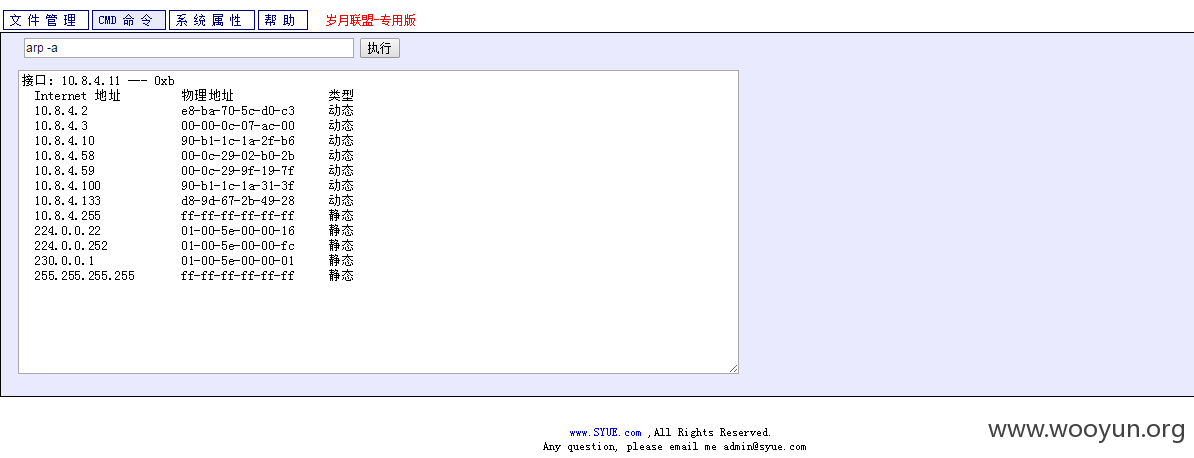 文件管理 CMD命令 系统属性 帮助 岁月联盟-专用版
arp -a 执行
接口: 10.8.4.11 --- 0xb
Internet 地址 物理地址 类型
10.8.4.2 e8-ba-70-5c-d0-c3 动态
10.8.4.3 00-00-0c-07-ac-00 动态
10.8.4.10 90-b1-1c-1a-2f-b6 动态
10.8.4.58 00-0c-29-02-b0-2b 动态
10.8.4.59 00-0c-29-9f-19-7f 动态
10.8.4.100 90-b1-1c-1a-31-3f 动态
10.8.4.133 d8-9d-67-2b-49-28 动态
10.8.4.255 ff-ff-ff-ff-ff-ff 静态
224.0.0.22 01-00-5e-00-00-16 静态
224.0.0.252 01-00-5e-00-00-fc 静态
230.0.0.1 01-00-5e-00-00-01 静态
255.255.255.255 ff-ff-ff-ff-ff-ff 静态
www.SYUE.com ,All Rights Reserved.
Any question, please email me admin@syue.com
www.wooyun.org